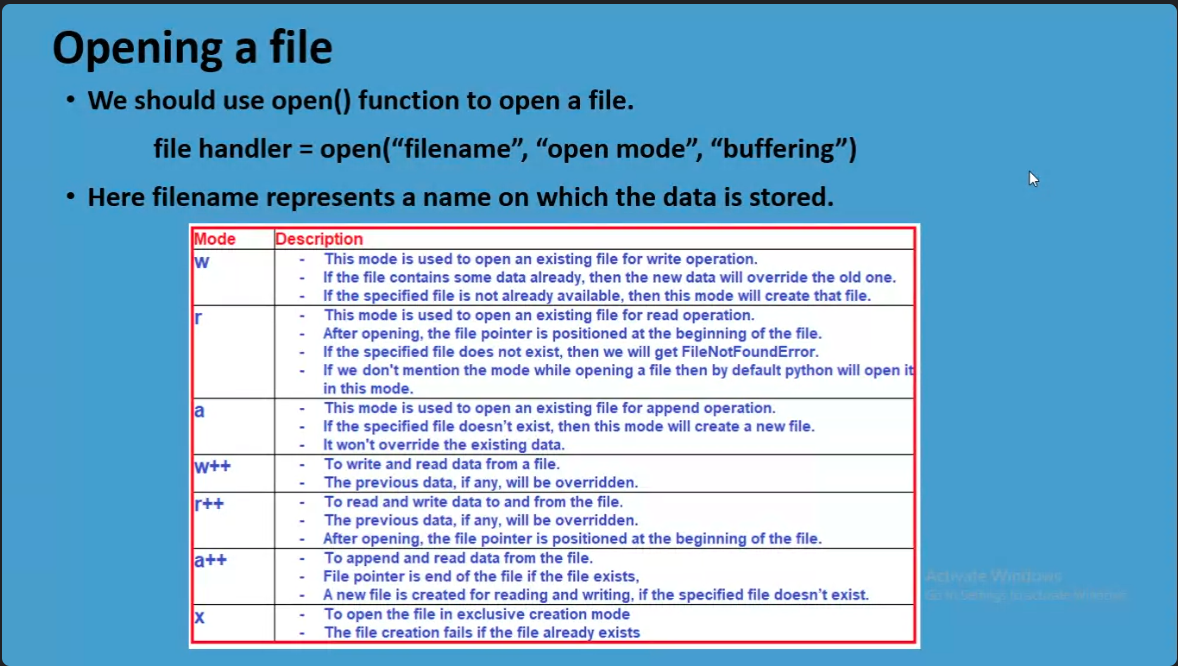 Opening a file
• We should use open() function to open a file.
file handler = open(“filename”, “open mode”, “buffering”)
• Here filename represents a name on which the data is stored.
Mode Description
w - This mode is used to open an existing file for write operation.
- If the file contains some data already, then the new data will override the old one.
- If the specified file is not already available, then this mode will create that file.
r - This mode is used to open an existing file for read operation.
- After opening, the file pointer is positioned at the beginning of the file.
- If the specified file does not exist, then we will get FileNotFoundError.
- If we don't mention the mode while opening a file then by default python will open it
in this mode.
a - This mode is used to open an existing file for append operation.
- If the specified file doesn’t exist, then this mode will create a new file.
- It won't override the existing data.
w++ - To write and read data from a file.
- The previous data, if any, will be overridden.
r++ - To read and write data to and from the file.
- The previous data, if any, will be overridden.
- After opening, the file pointer is positioned at the beginning of the file.
a++ - To append and read data from the file.
- File pointer is end of the file if the file exists,
- A new file is created for reading and writing, if the specified file doesn’t exist.
x - To open the file in exclusive creation mode
- The file creation fails if the file already exists
Activate Windows
Go to Settings to activate Windows.